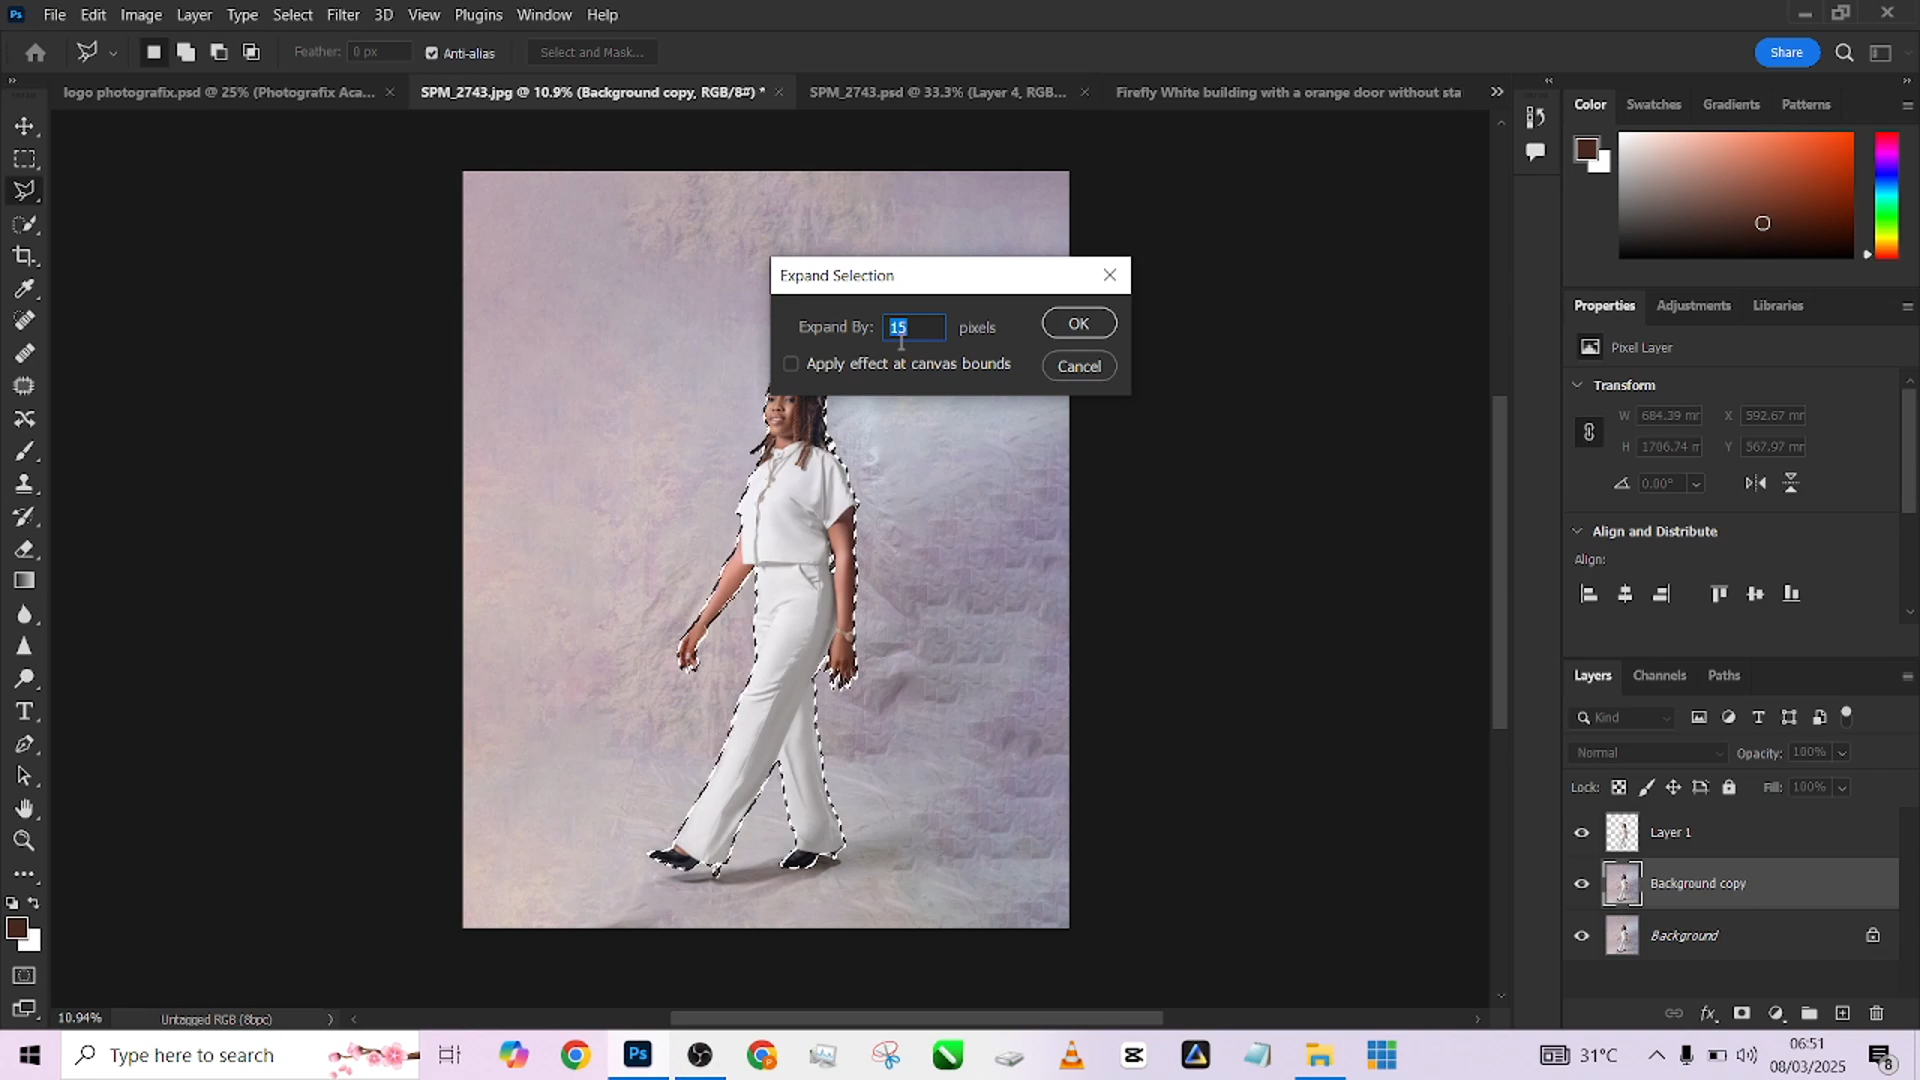 Ps File Edit Image Layer Type Select Filter 3D View Plugins Window Help
Feather: 0 px Anti-alias Select and Mask... Share
logo photografix.psd @ 25% (Photografix Aca... SPM_2743.jpg @ 10.9% (Background copy, RGB/8#) * SPM_2743.psd @ 33.3% (Layer 4, RGB... Firefly White building with a orange door without sta
Color Swatches Gradients Patterns
Expand Selection
Expand By: 15 pixels OK
Apply effect at canvas bounds Cancel
Properties Adjustments Libraries
Pixel Layer
Transform
W 684.39 mr X 592.67 mr
H 1706.74 m Y 567.97 mr
0.00°
Align and Distribute
Align:
Layers Channels Paths
Kind
Normal Opacity: 100%
Lock: Fill: 100%
Layer 1
Background copy
Background
fx
10.94% Untagged RGB (8bpc)
Type here to search Ps 31°C 06:51
08/03/2025 8